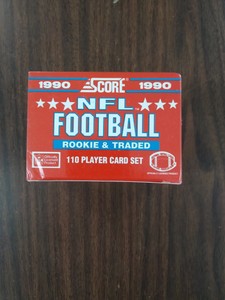 1990 SCORE 1990
NFL
FOOTBALL
ROOKIE & TRADED
110 PLAYER CARD SET